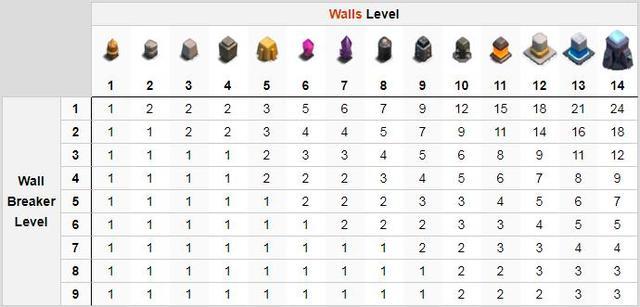 Walls Level
1 2 3 4 5 6 7 8 9 10 11 12 13 14
Wall
Breaker
Level
1 1 2 2 2 3 5 6 7 9 12 15 18 21 24
2 1 1 2 2 3 4 4 5 7 9 11 14 16 18
3 1 1 1 1 2 3 3 4 5 6 8 9 11 12
4 1 1 1 1 2 2 2 3 4 5 6 7 8 9
5 1 1 1 1 1 2 2 2 3 3 4 5 6 7
6 1 1 1 1 1 1 2 2 2 3 3 4 5 5
7 1 1 1 1 1 1 1 1 2 2 3 3 4 4
8 1 1 1 1 1 1 1 1 1 2 2 3 3 3
9 1 1 1 1 1 1 1 1 1 2 2 2 3 3